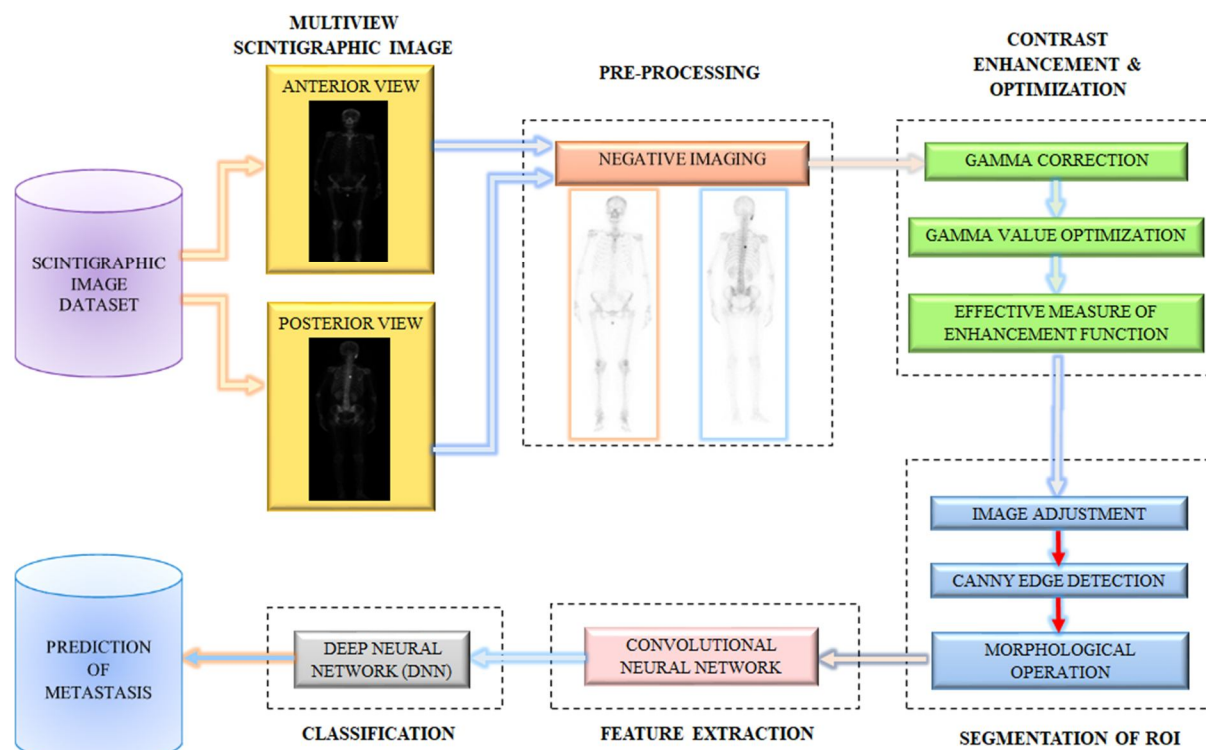 MULTIVIEW
SCINTIGRAPHIC IMAGE
ANTERIOR VIEW
POSTERIOR VIEW
SCINTIGRAPHIC
IMAGE
DATASET
PRE-PROCESSING
NEGATIVE IMAGING
CONTRAST
ENHANCEMENT &
OPTIMIZATION
GAMMA CORRECTION
GAMMA VALUE OPTIMIZATION
EFFECTIVE MEASURE OF
ENHANCEMENT FUNCTION
IMAGE ADJUSTMENT
CANNY EDGE DETECTION
MORPHOLOGICAL
OPERATION
SEGMENTATION OF ROI
CONVOLUTIONAL
NEURAL NETWORK
FEATURE EXTRACTION
DEEP NEURAL
NETWORK (DNN)
CLASSIFICATION
PREDICTION
OF
METASTASIS